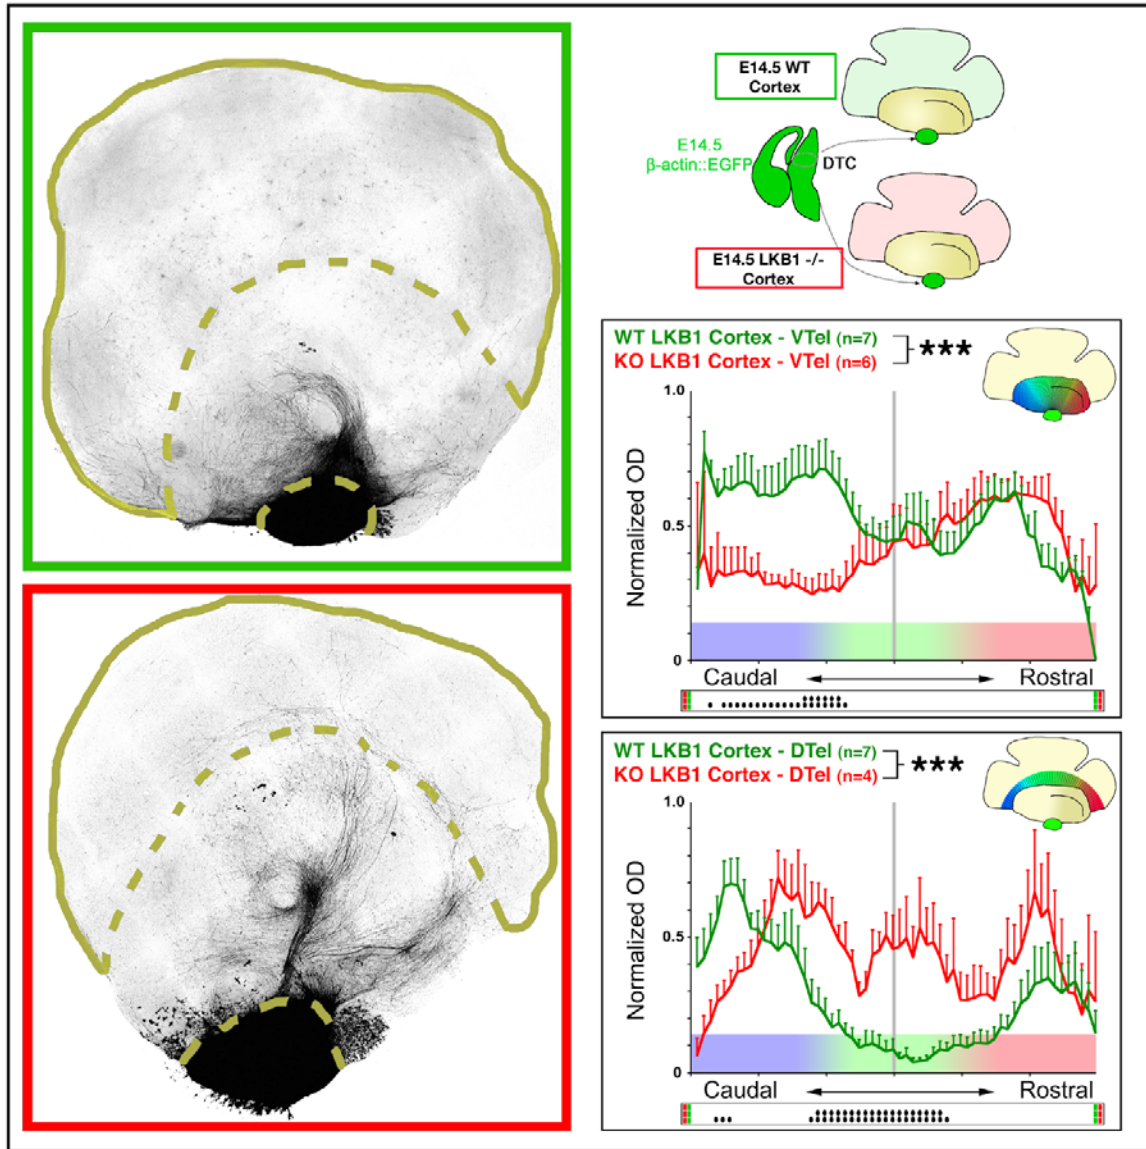 E14.5 WT
Cortex
E14.5
β-actin::EGFP
DTC
E14.5 LKB1 -/-
Cortex
WT LKB1 Cortex - VTel (n=7)
KO LKB1 Cortex - VTel (n=6)
***
1.0
Normalized OD
0.5
0
Caudal
Rostral
WT LKB1 Cortex - DTel (n=7)
KO LKB1 Cortex - DTel (n=4)
***
1.0
Normalized OD
0.5
0
Caudal
Rostral